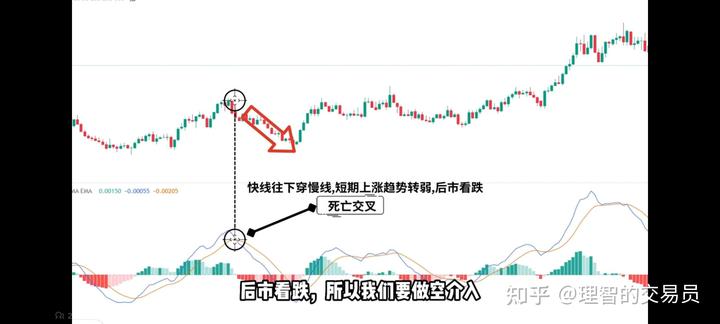 MA EMA 0.00150 -0.00055 -0.00205
快线往下穿慢线,短期上涨趋势转弱,后市看跌
死亡交叉
后市看跌，所以我们要做空介入
知乎 @理智的交易员